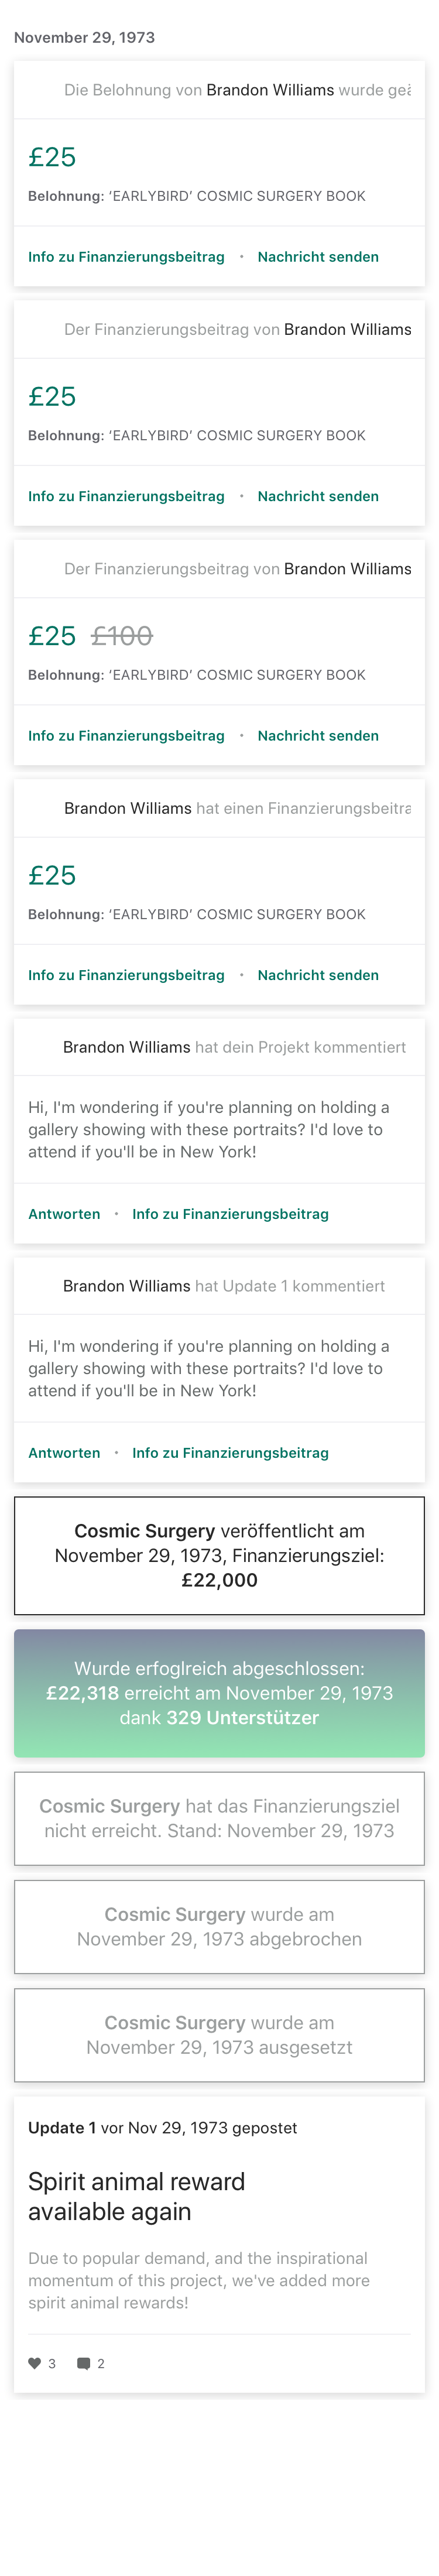 November 29, 1973
Die Belohnung von Brandon Williams wurde
£25
Belohnung: ‘EARLYBIRD’ COSMIC SURGERY BOOK
Info zu Finanzierungsbeitrag • Nachricht senden
Der Finanzierungsbeitrag von Brandon Williams
£25
Belohnung: ‘EARLYBIRD’ COSMIC SURGERY BOOK
Info zu Finanzierungsbeitrag • Nachricht senden
Der Finanzierungsbeitrag von Brandon Williams
£25 £100
Belohnung: ‘EARLYBIRD’ COSMIC SURGERY BOOK
Info zu Finanzierungsbeitrag • Nachricht senden
Brandon Williams hat einen Finanzierungsbeitra
£25
Belohnung: ‘EARLYBIRD’ COSMIC SURGERY BOOK
Info zu Finanzierungsbeitrag • Nachricht senden
Brandon Williams hat dein Projekt kommentiert
Hi, I'm wondering if you're planning on holding a
gallery showing with these portraits? I'd love to
attend if you'll be in New York!
Antworten • Info zu Finanzierungsbeitrag
Brandon Williams hat Update 1 kommentiert
Hi, I'm wondering if you're planning on holding a
gallery showing with these portraits? I'd love to
attend if you'll be in New York!
Antworten • Info zu Finanzierungsbeitrag
Cosmic Surgery veröffentlicht am
November 29, 1973, Finanzierungsziel:
£22,000
Wurde erfoglreich abgeschlossen:
£22,318 erreicht am November 29, 1973
dank 329 Unterstützer
Cosmic Surgery hat das Finanzierungsziel
nicht erreicht. Stand: November 29, 1973
Cosmic Surgery wurde am
November 29, 1973 abgebrochen
Cosmic Surgery wurde am
November 29, 1973 ausgesetzt
Update 1 vor Nov 29, 1973 gepostet
Spirit animal reward
available again
Due to popular demand, and the inspirational
momentum of this project, we've added more
spirit animal rewards!
3 2